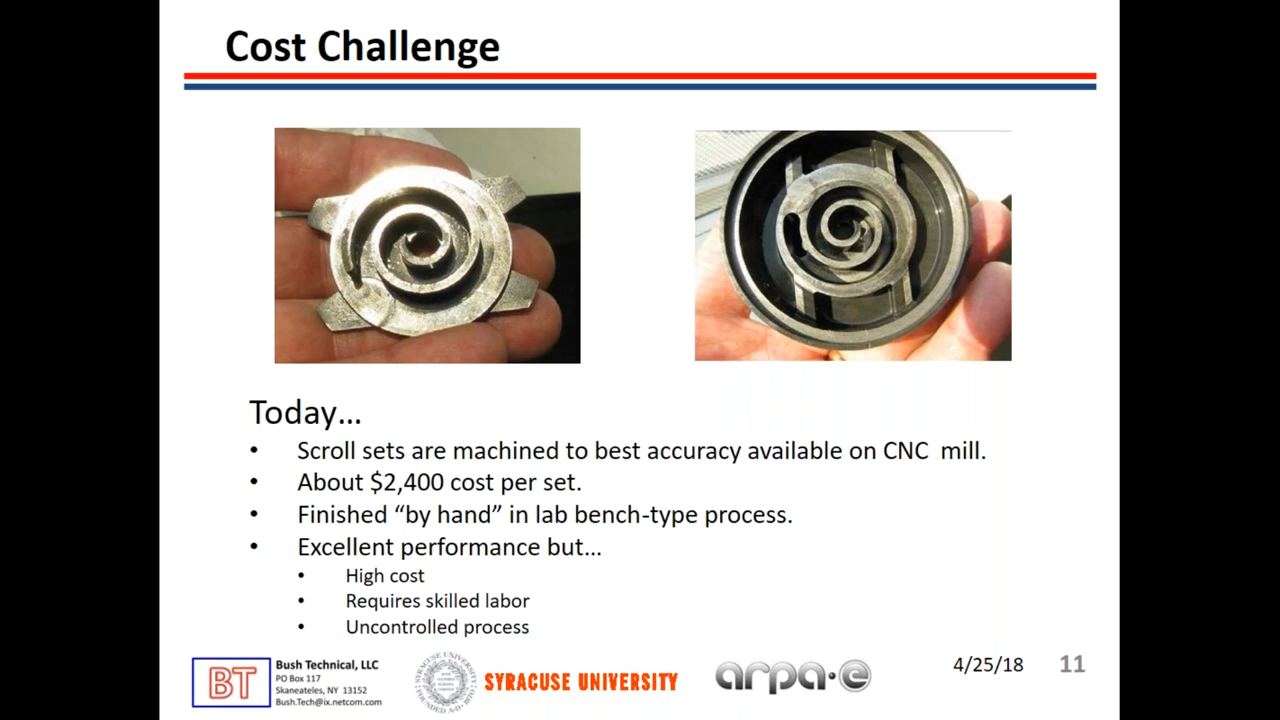 Cost Challenge
Today...
• Scroll sets are machined to best accuracy available on CNC mill.
• About $2,400 cost per set.
• Finished “by hand” in lab bench-type process.
• Excellent performance but...
• High cost
• Requires skilled labor
• Uncontrolled process
BT
Bush Technical, LLC
PO Box 117
Skaneateles, NY 13152
Bush.Tech@ix.netcom.com
SYRACUSE UNIVERSITY
arpa·e
4/25/18
11